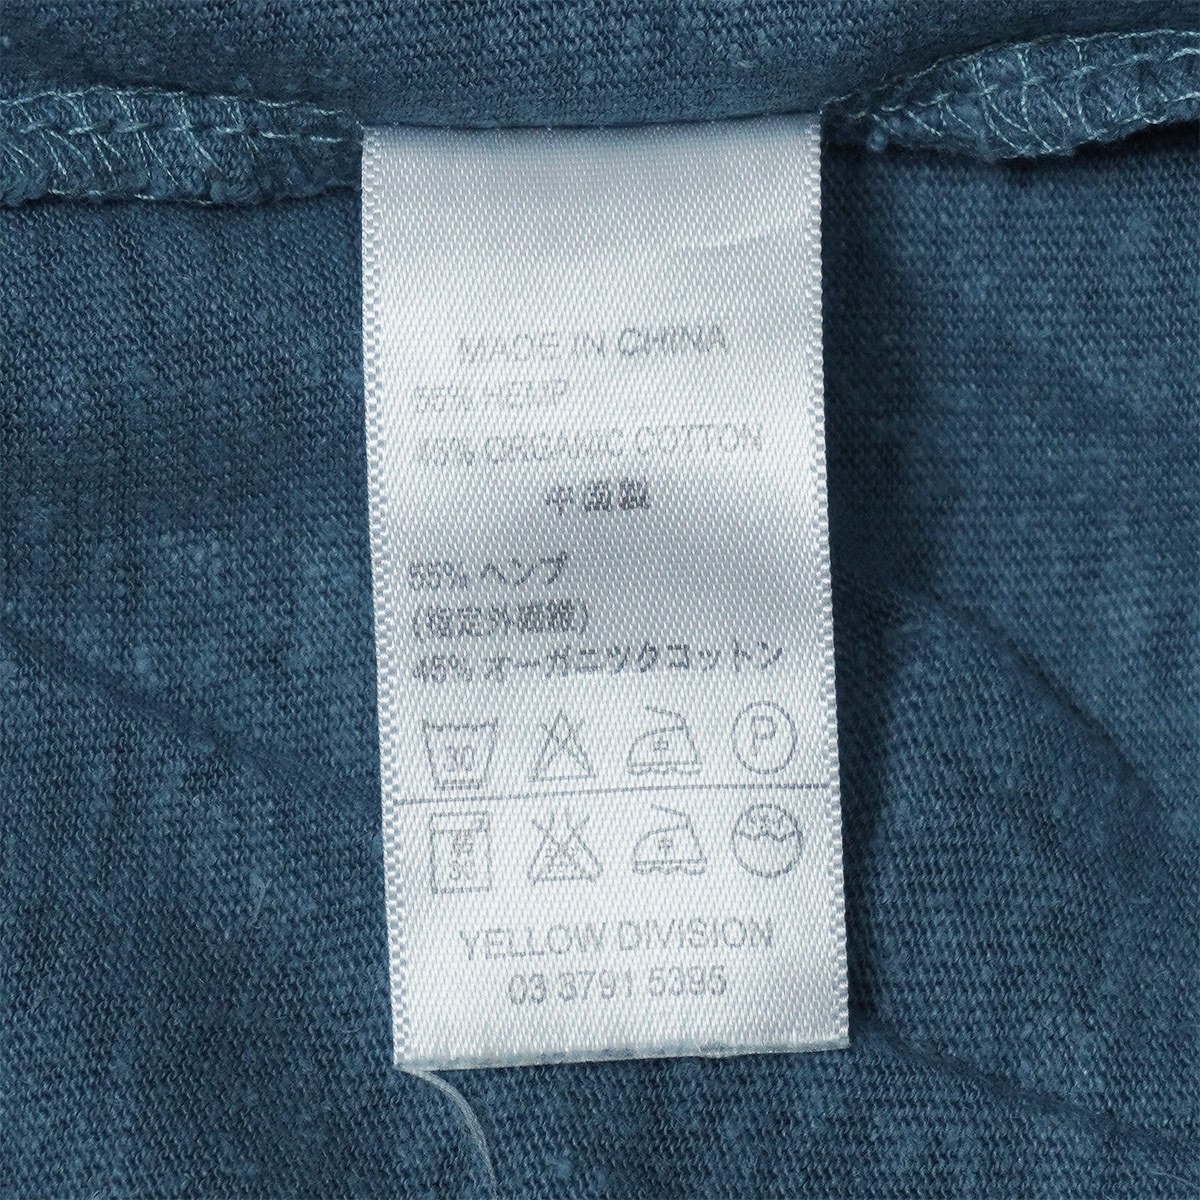 MADE IN CHINA
55% HEMP
45% ORGANIC COTTON
中国製
55% ヘンプ
(指定外繊維)
45% オーガニックコットン
30 P
YELLOW DIVISION
03 3791 5395